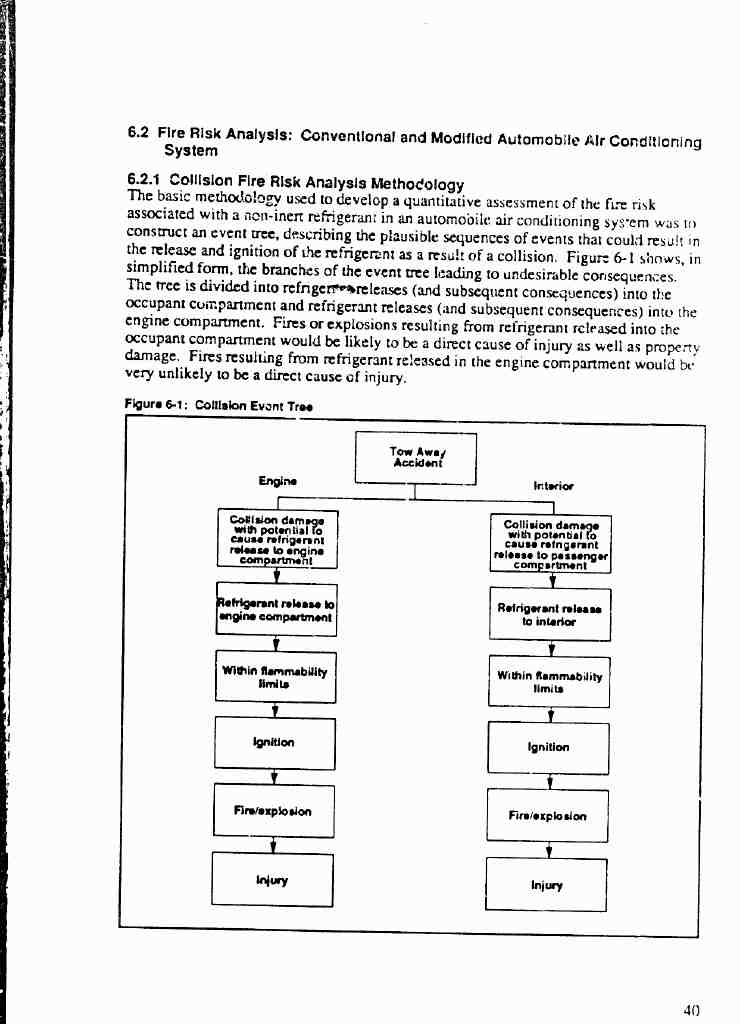 6.2 Fire Risk Analysis: Conventional and Modified Automobile Air Conditioning
System
6.2.1 Collision Fire Risk Analysis Methodology
The basic methodology used to develop a quantitative assessment of the fire risk
associated with a non-inert refrigerant in an automobile air conditioning system was to
construct an event tree, describing the plausible sequences of events that could result in
the release and ignition of the refrigerant as a result of a collision. Figure 6-1 shows, in
simplified form, the branches of the event tree leading to undesirable consequences.
The tree is divided into refrigerant releases (and subsequent consequences) into the
occupant compartment and refrigerant releases (and subsequent consequences) into the
engine compartment. Fires or explosions resulting from refrigerant released into the
occupant compartment would be likely to be a direct cause of injury as well as property
damage. Fires resulting from refrigerant released in the engine compartment would be
very unlikely to be a direct cause of injury.
Figure 6-1: Collision Event Tree
Tow Away
Accident
Engine
Interior
Collision damage
with potential to
cause refrigerant
release to engine
compartment
Collision damage
with potential to
cause refrigerant
release to passenger
compartment
Refrigerant release to
engine compartment
Refrigerant release
to interior
Within flammability
limits
Within flammability
limits
Ignition
Ignition
Fire/explosion
Fire/explosion
Injury
Injury
40